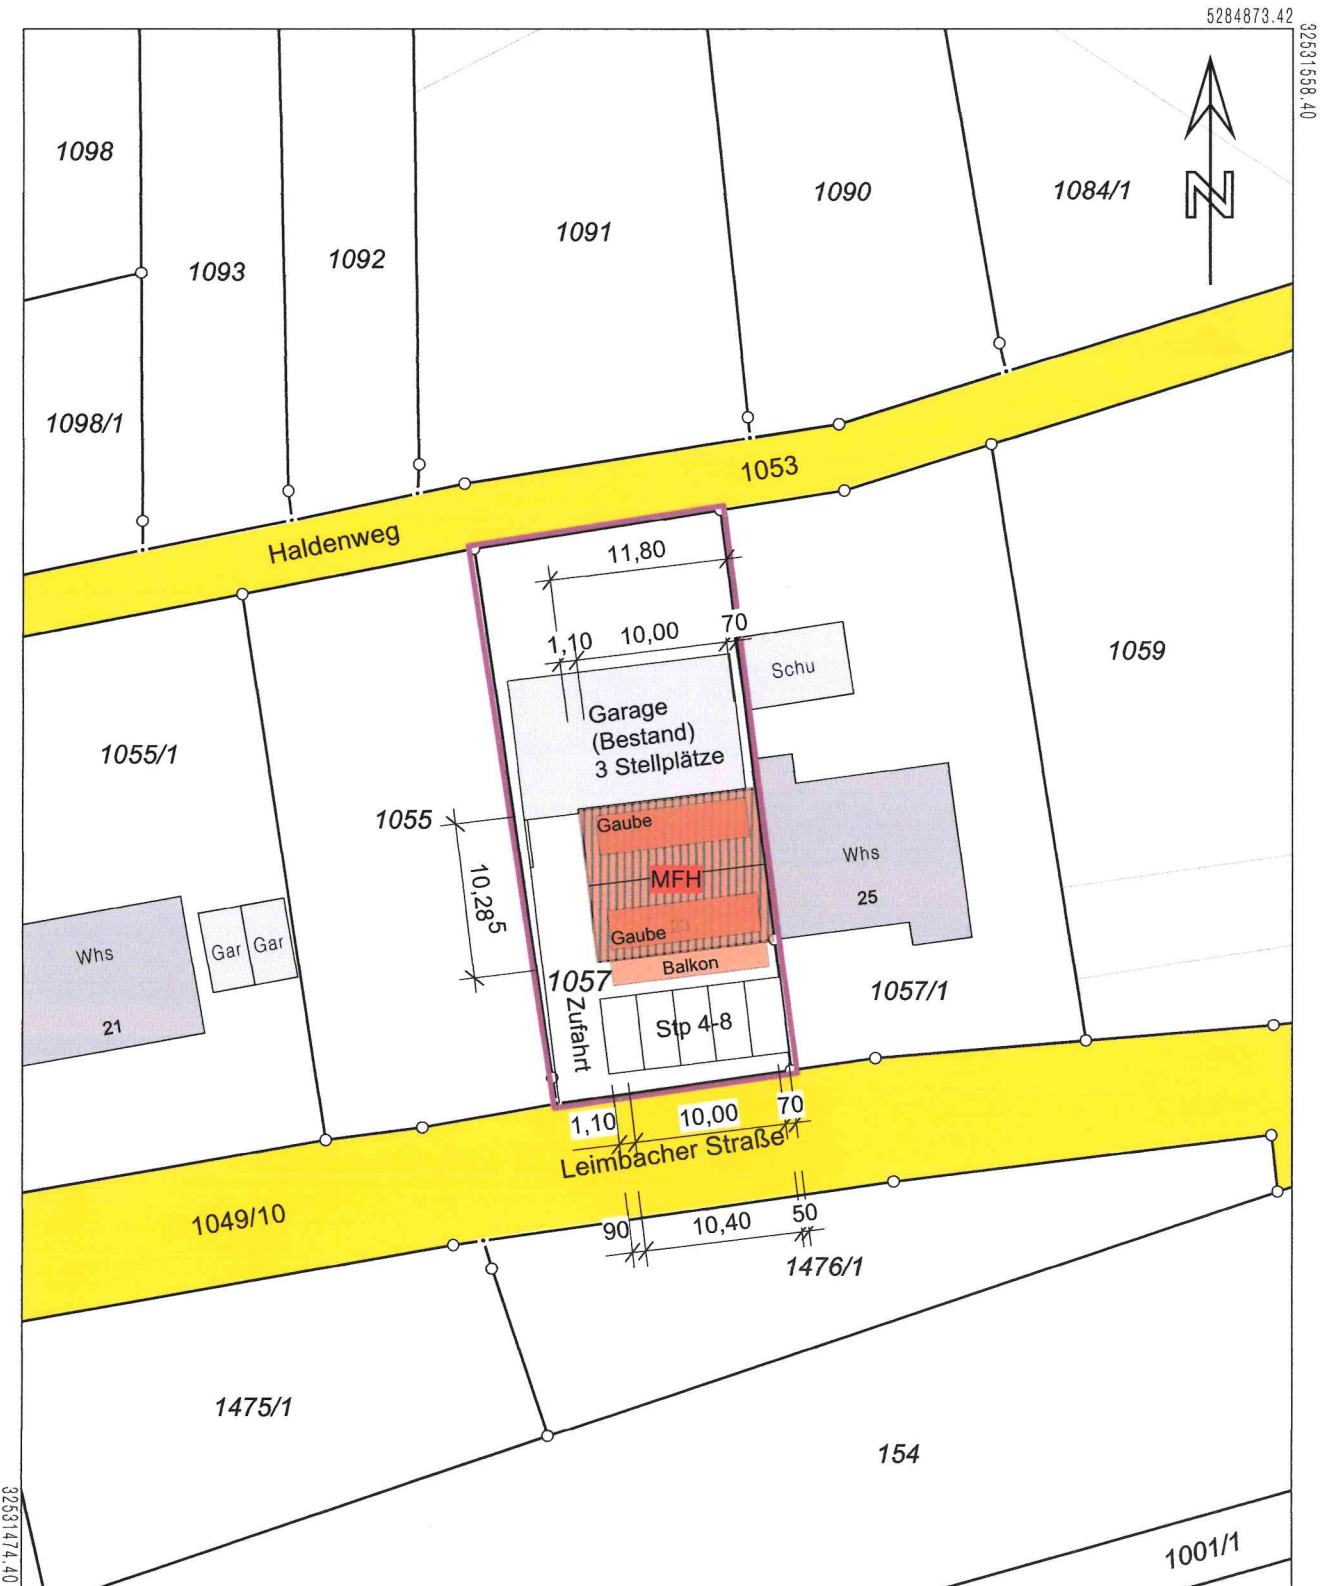 5284873.42
32531558.40
1098
1093
1092
1091
1090
1084/1
N
1098/1
1053
Haldenweg
11,80
1,10
10,00
70
1059
Schu
Garage
(Bestand)
3 Stellplätze
1055/1
1055
Gaube
10,28⁵
MFH
Whs
25
Gaube
23
Balkon
Whs
21
Gar
Gar
1057
1057/1
Zufahrt
Stp 4-8
1,10
10,00
70
Leimbacher Straße
1049/10
90
10,40
50
1476/1
1475/1
154
32531474.40
1001/1